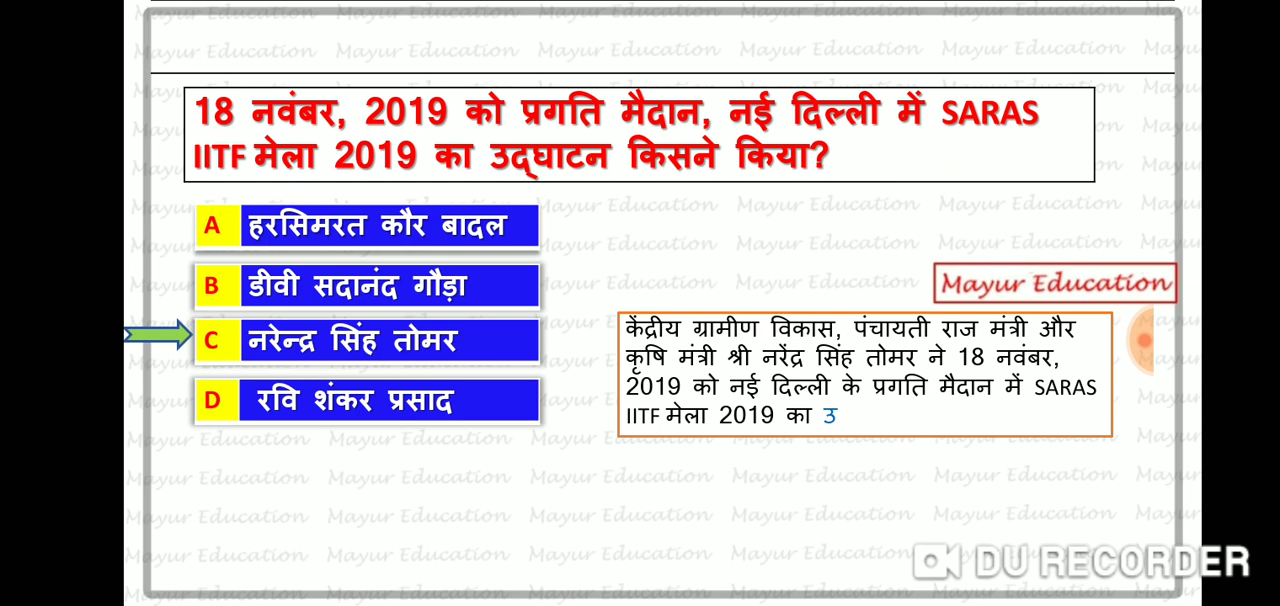 18 नवंबर, 2019 को प्रगति मैदान, नई दिल्ली में SARAS
IITF मेला 2019 का उद्घाटन किसने किया?
A हरसिमरत कौर बादल
B डीवी सदानंद गौड़ा
C नरेन्द्र सिंह तोमर
D रवि शंकर प्रसाद
Mayur Education
केंद्रीय ग्रामीण विकास, पंचायती राज मंत्री और
कृषि मंत्री श्री नरेंद्र सिंह तोमर ने 18 नवंबर,
2019 को नई दिल्ली के प्रगति मैदान में SARAS
IITF मेला 2019 का उ
DU RECORDER